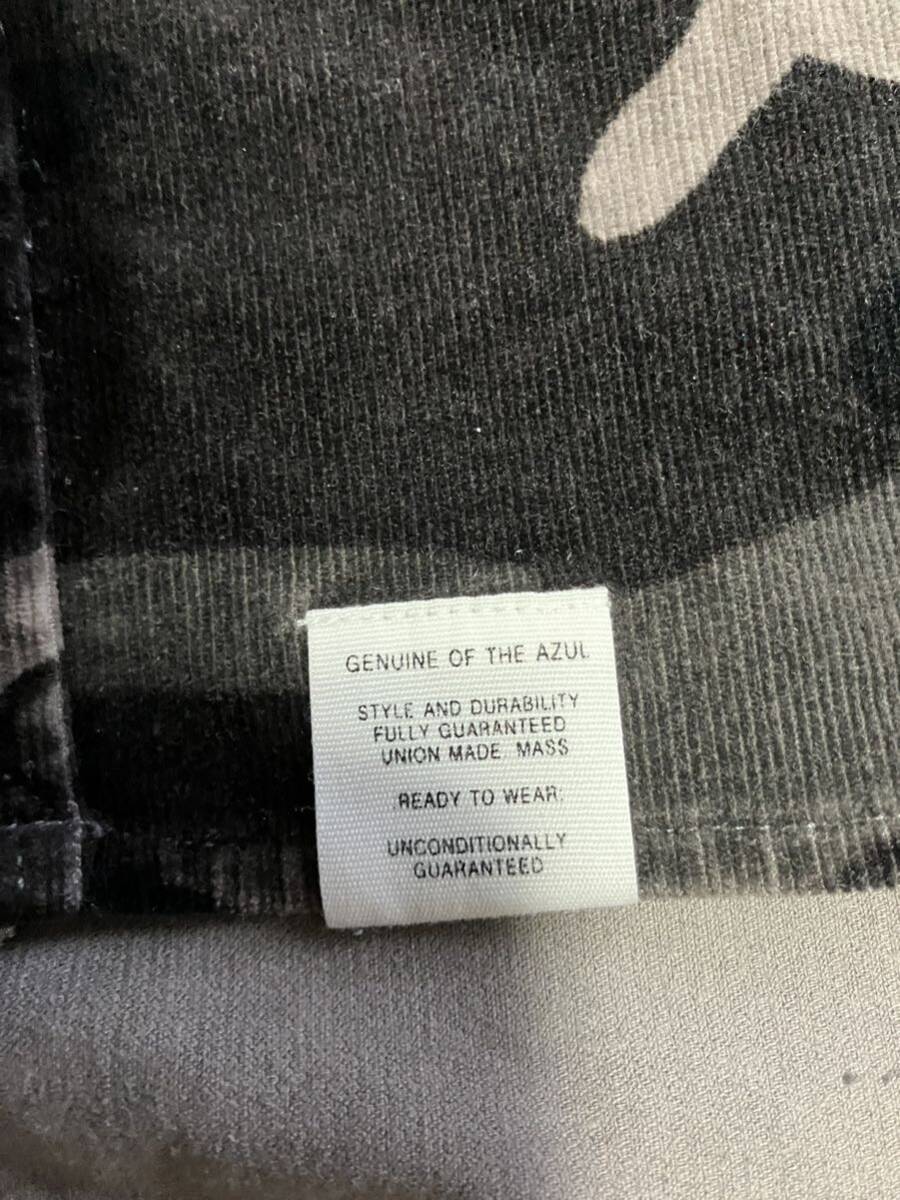 GENUINE OF THE AZUL
STYLE AND DURABILITY
FULLY GUARANTEED
UNION MADE. MASS
READY TO WEAR:
UNCONDITIONALLY
GUARANTEED